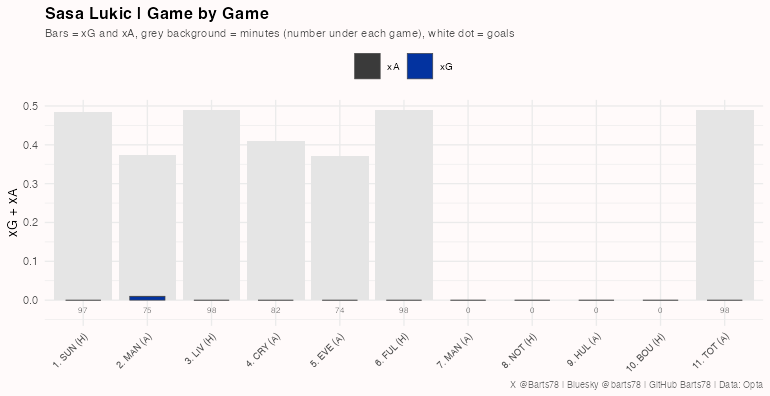 Sasa Lukic | Game by Game
Bars = xG and xA, grey background = minutes (number under each game), white dot = goals
xA xG
xG + xA
0.5
0.4
0.3
0.2
0.1
0.0
97 75 98 82 74 98 0 0 0 0 98
1. SUN (H) 2. MAN (A) 3. LIV (H) 4. CRY (A) 5. EVE (A) 6. FUL (H) 7. MAN (A) 8. NOT (H) 9. HUL (A) 10. BOU (H) 11. TOT (A)
X @Barts78 | Bluesky @barts78 | GitHub Barts78 | Data: Opta